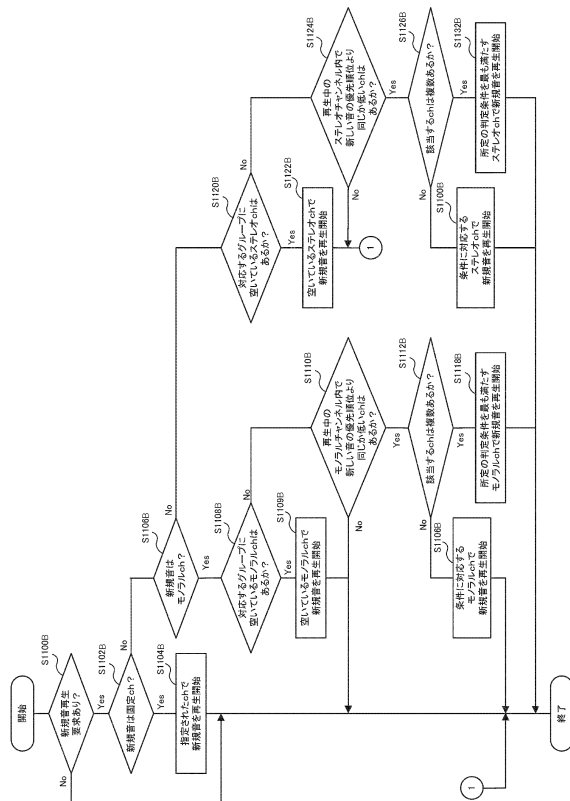 開始
S1100B
新規音再生
要求あり？
No
Yes
S1102B
新規音は固定ch？
No
Yes
S1104B
指定されたchで
新規音を再生開始
S1106B
新規音は
モノラルch？
No
Yes
S1108B
対応するグループに
空いているモノラルchは
あるか？
No
Yes
S1109B
空いているモノラルchで
新規音を再生開始
S1110B
再生中の
モノラルチャンネル内で
新しい音の優先順位より
同じか低いchは
あるか？
No
Yes
S1112B
該当するchは複数あるか？
No
Yes
S1106B
条件に対応する
モノラルchで
新規音を再生開始
S1118B
所定の判定条件を最も満たす
モノラルchで新規音を再生開始
S1120B
対応するグループに
空いているステレオchは
あるか？
No
Yes
S1122B
空いているステレオchで
新規音を再生開始
S1124B
再生中の
ステレオチャンネル内で
新しい音の優先順位より
同じか低いchは
あるか？
No
Yes
1
S1126B
該当するchは複数あるか？
No
Yes
S1100B
条件に対応する
ステレオchで
新規音を再生開始
S1132B
所定の判定条件を最も満たす
ステレオchで新規音を再生開始
1
終了